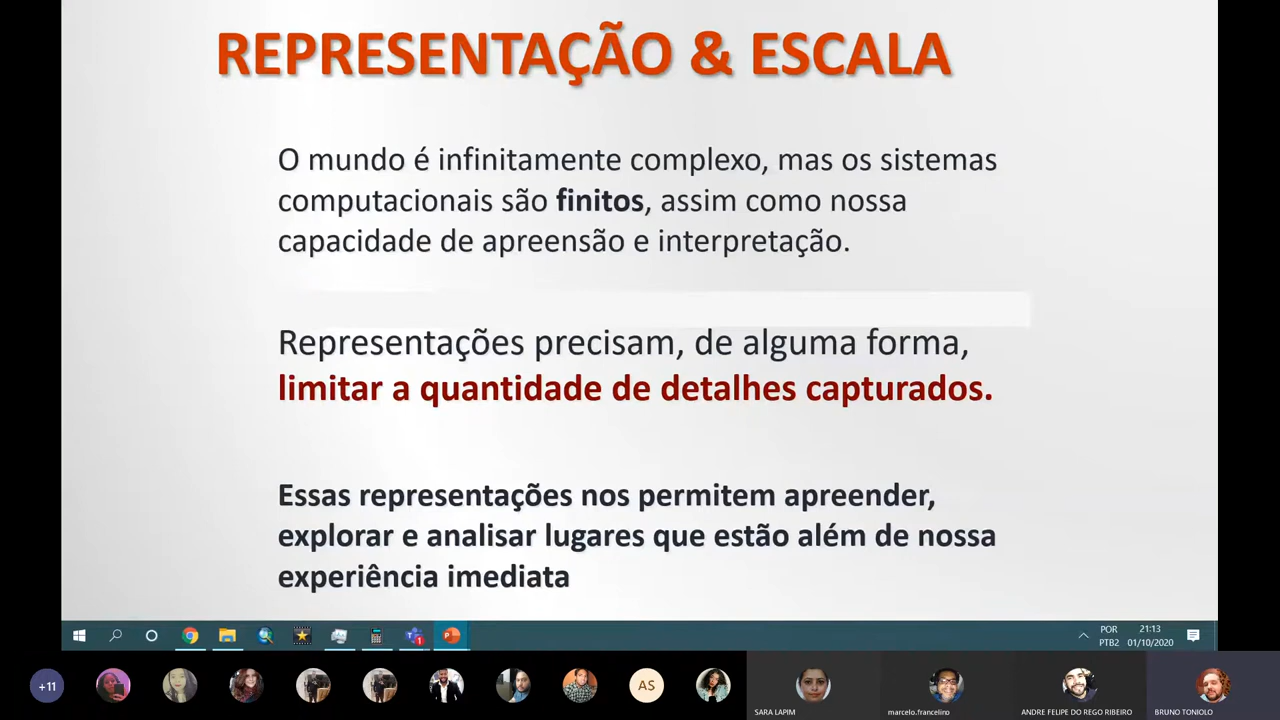 REPRESENTAÇÃO & ESCALA
O mundo é infinitamente complexo, mas os sistemas
computacionais são finitos, assim como nossa
capacidade de apreensão e interpretação.
Representações precisam, de alguma forma,
limitar a quantidade de detalhes capturados.
Essas representações nos permitem apreender,
explorar e analisar lugares que estão além de nossa
experiência imediata
POR
PTB2
21:13
01/10/2020
+11
AS
SARA LAPIM
marcelo.francelino
ANDRE FELIPE DO REGO RIBEIRO
BRUNO TONIOLO